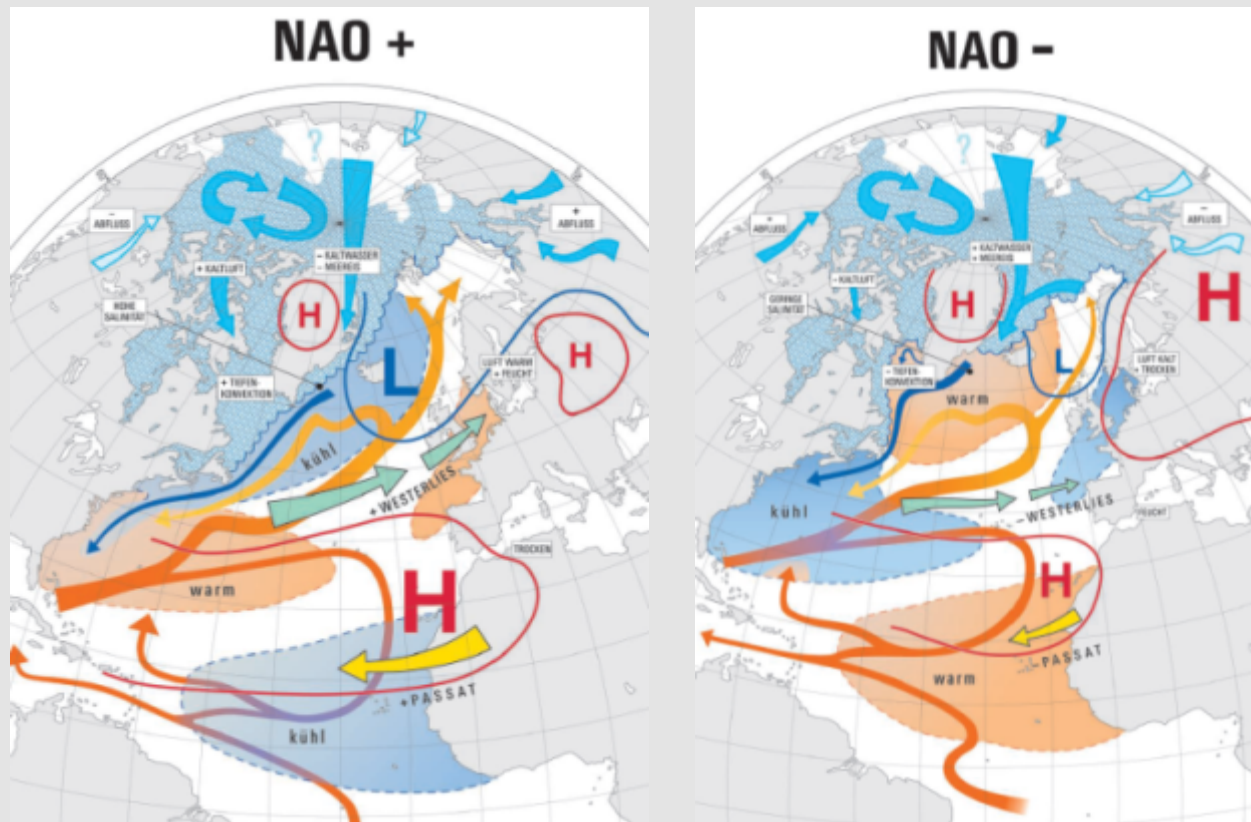 NAO +
?
–
ABFLUSS
+
ABFLUSS
+ KALTLUFT
– KALTWASSER
– MEEREIS
HOHE
SALINITÄT
H
H
L
LUFT WARM
+ FEUCHT
+ TIEFEN-
KONVEKTION
kühl
+ WESTERLIES
TROCKEN
warm
H
+ PASSAT
kühl
NAO –
?
+
ABFLUSS
–
ABFLUSS
– KALTLUFT
+ KALTWASSER
+ MEEREIS
GERINGE
SALINITÄT
H
H
L
LUFT KALT
+ TROCKEN
– TIEFEN-
KONVEKTION
warm
kühl
– WESTERLIES
FEUCHT
H
– PASSAT
warm